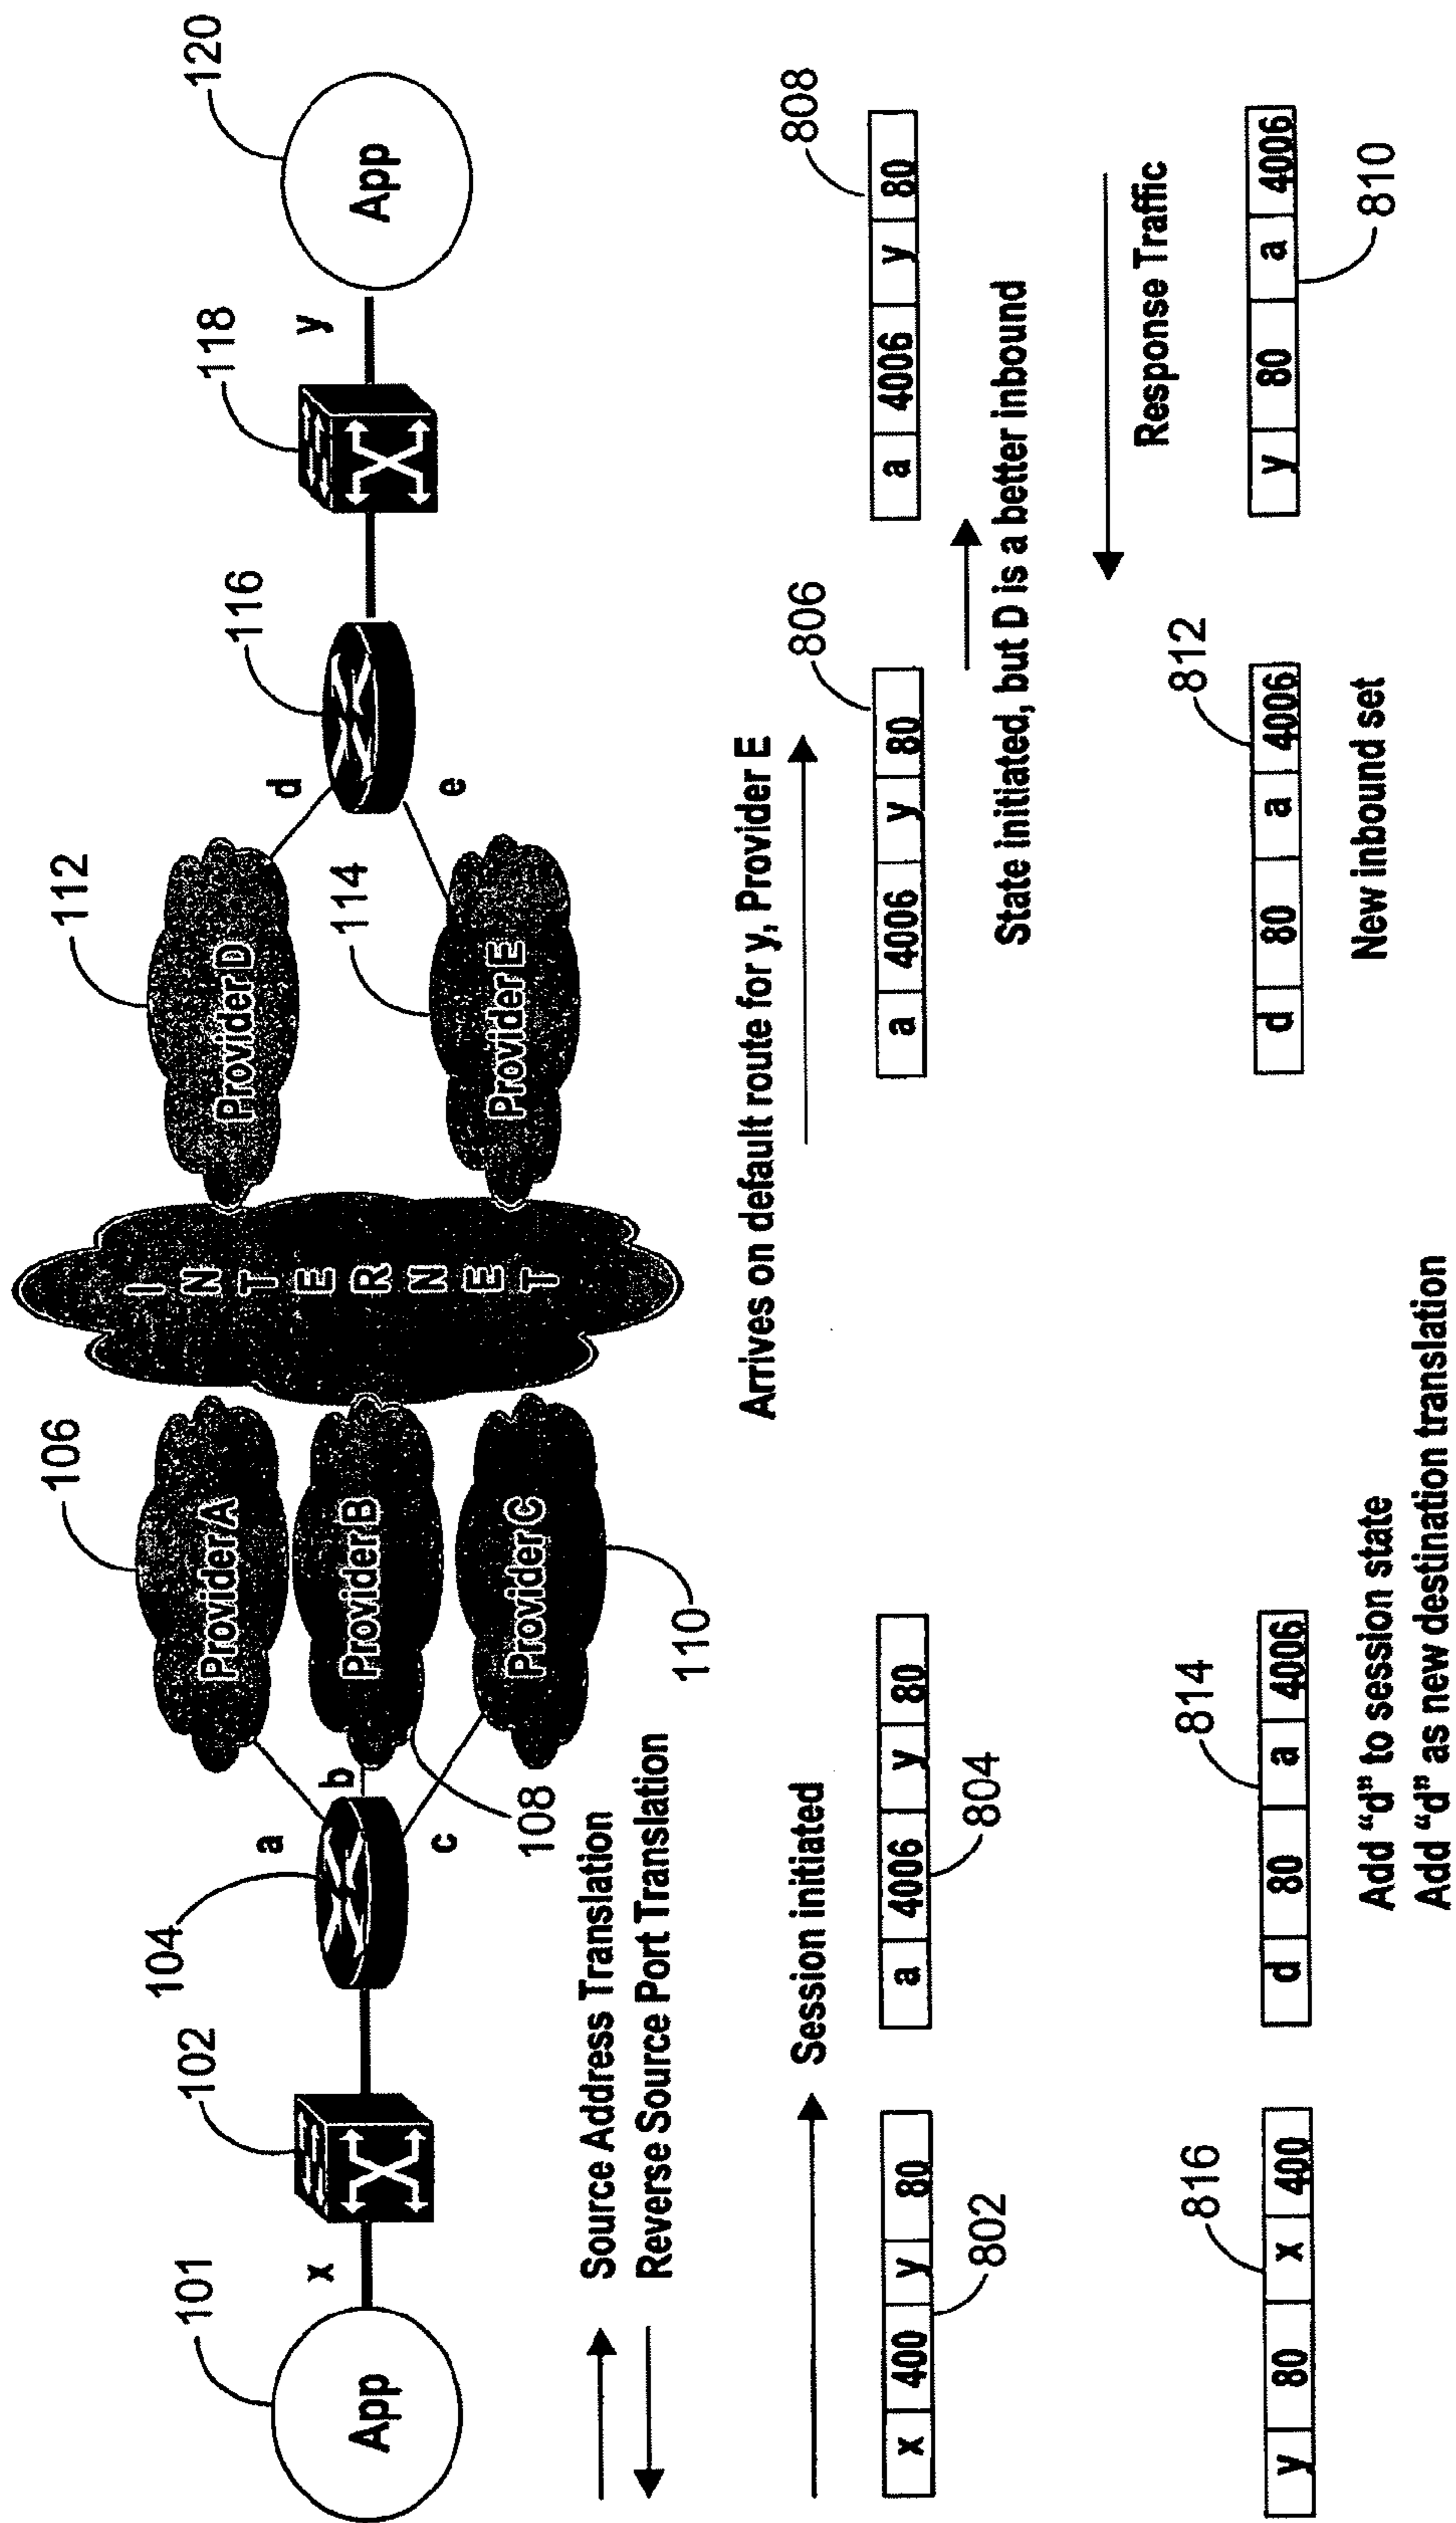 101
102
104
106
112
116
118
120
App
x
a
b
c
108
110
Provider A
Provider B
Provider C
INTERNET
Provider D
Provider E
114
d
e
y
App
Source Address Translation
Reverse Source Port Translation
Arrives on default route for y, Provider E
Session initiated
806
808
x 400 y 80
a 4006 y 80
a 4006 y 80
a 4006 y 80
802
804
State initiated, but D is a better inbound
Response Traffic
816
814
812
y 80 x 400
d 80 a 4006
d 80 a 4006
y 80 a 4006
810
New inbound set
Add "d" to session state
Add "d" as new destination translation